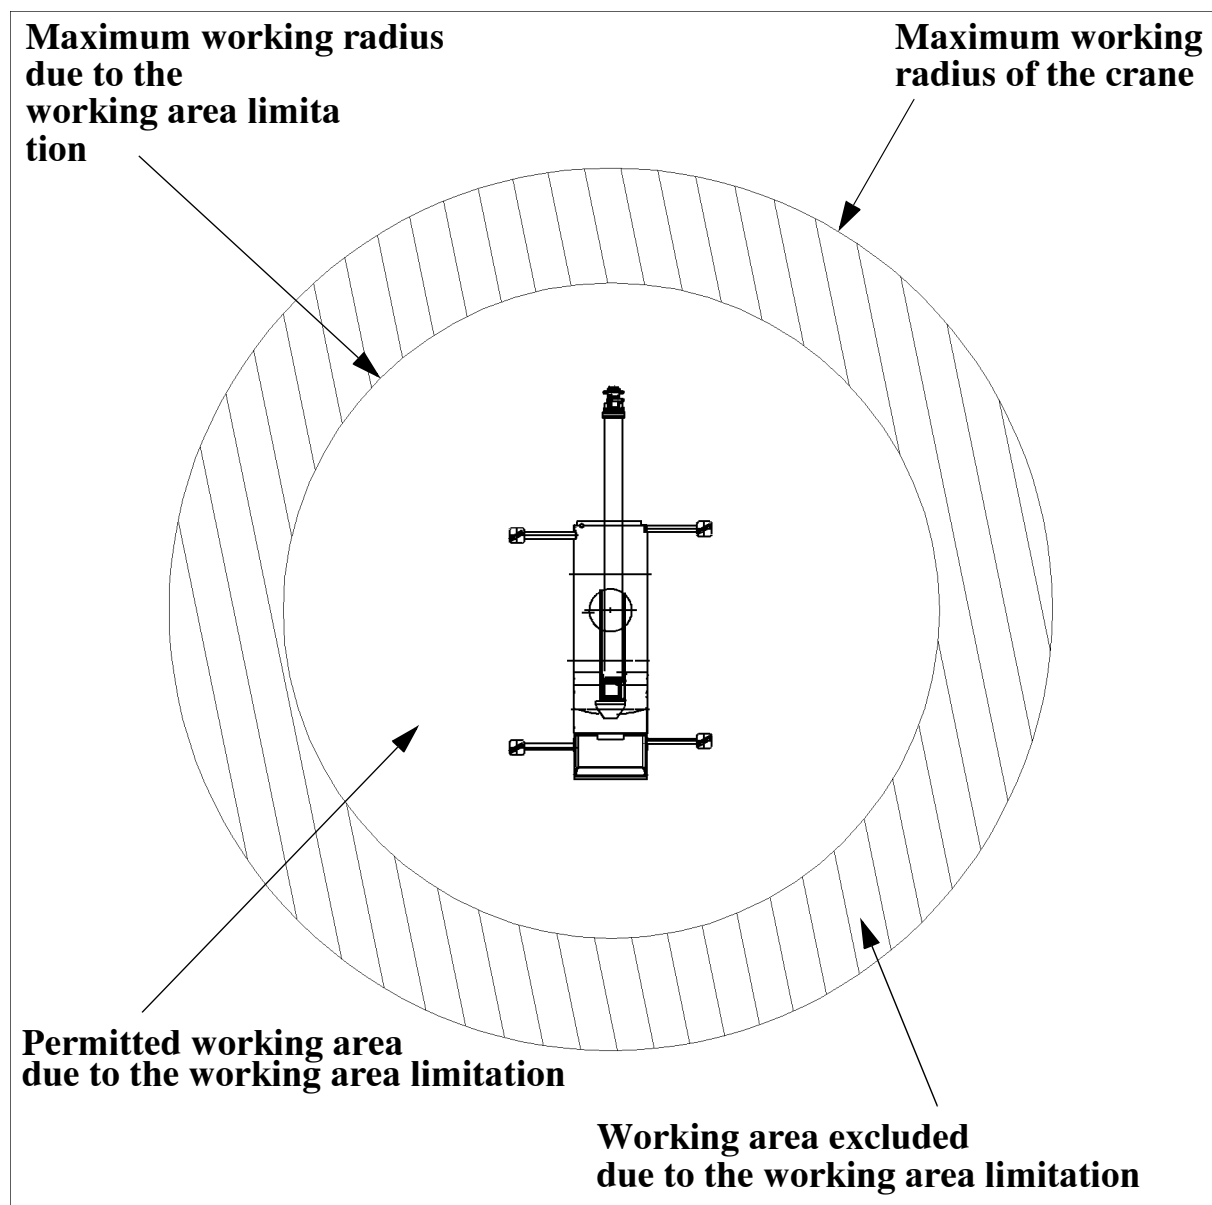 Maximum working radius
due to the
working area limita
tion
Maximum working
radius of the crane
Permitted working area
due to the working area limitation
Working area excluded
due to the working area limitation